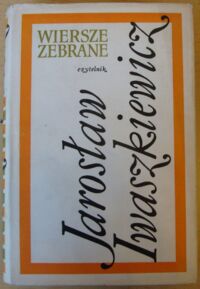 WIERSZE
ZEBRANE
czytelnik
Jarosław
Iwaszkiewicz